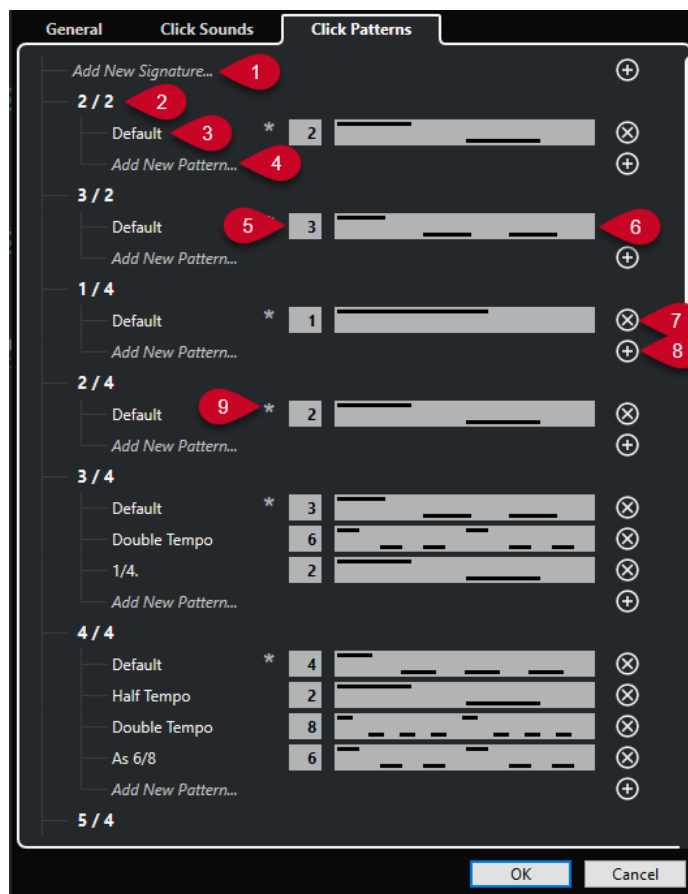 General Click Sounds Click Patterns
Add New Signature... 1
2 / 2 2
Default 3 * 2
Add New Pattern... 4
3 / 2
Default 5 3 6
Add New Pattern...
1 / 4
Default * 1 7
Add New Pattern... 8
2 / 4
Default 9 * 2
Add New Pattern...
3 / 4
Default * 3
Double Tempo 6
1/4. 2
Add New Pattern...
4 / 4
Default * 4
Half Tempo 2
Double Tempo 8
As 6/8 6
Add New Pattern...
5 / 4
OK Cancel